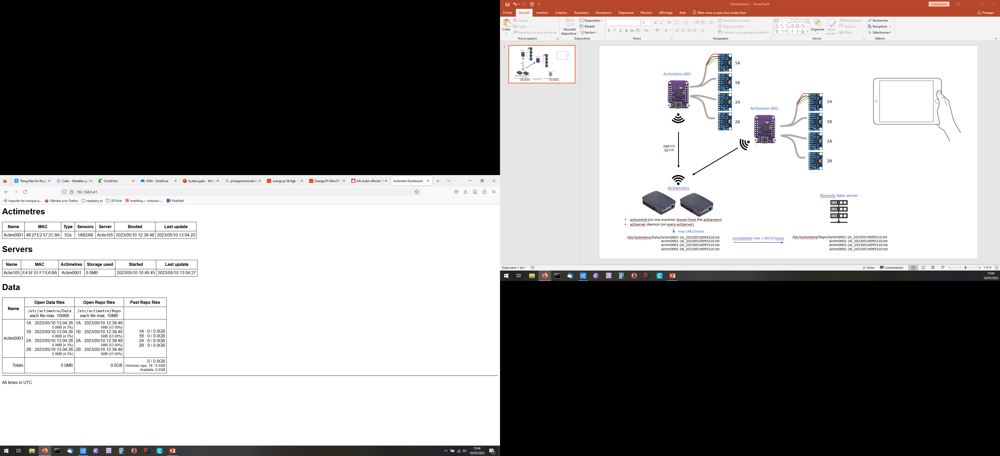 Thing files for Raspb
Cults・Modèles gra
OctoPrint
0504 - OneDrive
System.pptx - Micro
pictogramme table
orange pi 5b 8gb - A
Orange Pi-Mini PC
Kits Kubii officiels R
Actimetre Dashboard
192.168.0.41
Importer les marque-p...
Débuter avec Firefox
raspberry pi
3D Print
Installing — Arduino-...
PubMed
Actimetres
Name MAC Type Sensors Server Booted Last update
Actim0001 48 27 E2 57 2C 8A S2x 1AB2AB Actis105 2023/05/10 12:39:48 2023/05/10 13:04:20
Servers
Name MAC Actimetres Storage used Started Last update
Actis105 E4 5F 01 F7 EA BA Actim0001 0.0MB 2023/05/10 10:49:45 2023/05/10 13:04:27
Data
Name Open Data files Open Repo files Past Repo files
/etc/actimetre/Data /etc/actimetre/Repo
each file max. 100KB each file max. 10MB
Actim0001
1A : 2023/05/10 13:04:26 1A : 2023/05/10 12:39:49
0.0MB (4.3%) 5MB (53.00%)
1B : 2023/05/10 13:04:26 1B : 2023/05/10 12:39:49
0.0MB (4.3%) 5MB (53.00%)
2A : 2023/05/10 13:04:26 2A : 2023/05/10 12:39:49
0.0MB (4.3%) 5MB (53.00%)
2B : 2023/05/10 13:04:26 2B : 2023/05/10 12:39:49
0.0MB (4.3%) 5MB (53.00%)
1A : 0 / 0.0GB
1B : 0 / 0.0GB
2A : 0 / 0.0GB
2B : 0 / 0.0GB
Totals 0.0MB 0.0GB 0 / 0.0GB
Unknown repo: 16 / 0.0GB
Available: 0.0GB
All times in UTC
15:04
10/05/2023
7
Présentation2 - PowerPoint
Connexion
Fichier Accueil Insertion Création Transitions Animations Diaporama Révision Affichage Aide Dites-nous ce que vous voulez faire Partager
Coller
Couper
Copier
Reproduire la mise en forme
Presse-papiers
Nouvelle
diapositive
Disposition
Rétablir
Section
Diapositives
18
G I S S abc AV Aa
Police
Orientation du texte
Aligner le texte
Convertir en graphique SmartArt
Paragraphe
Organiser
Styles
rapides
Remplissage
Contour
Effets
Dessin
Rechercher
Remplacer
Sélectionner
Édition
1
Actimetre-001
1A
1B
2A
2B
Actimetre-002
1A
1B
2A
2B
mqtt (v1)
tcp (v2)
Actiservers
Remote data server
• acticentral (on one machine, known from the actiservers)
• actiserver daemon (on every actiserver)
max 1Mo/1hour
/etc/actimetre/Data/Actim0001-1A_20230510095310.txt
Actim0001-1B_20230510095310.txt
Actim0001-2A_20230510095310.txt
Actim0001-2B_20230510095310.txt
concatenate max 1 Gb/24 hours
/etc/actismetre/Repo/Actim0001-1A_20230510095310.txt
Actim0001-1B_20230510095310.txt
Actim0001-2A_20230510095310.txt
Actim0001-2B_20230510095310.txt
Diapositive 1 de 1
Notes
Commentaires
114 %
15:04
10/05/2023